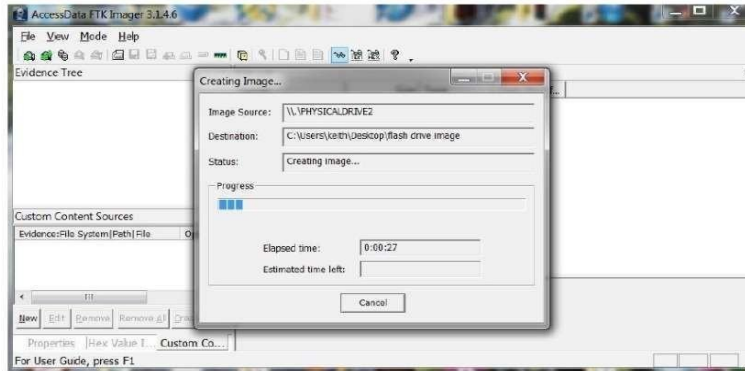 AccessData FTK Imager 3.1.4.6
File View Mode Help
Evidence Tree
Creating Image...
Image Source: \\.\PHYSICALDRIVE2
Destination: C:\Users\keith\Desktop\flash drive image
Status: Creating image...
Progress
Elapsed time: 0:00:27
Estimated time left:
Cancel
Custom Content Sources
Evidence:File System|Path|File
New Edit Remove Remove All
Properties Hex Value I... Custom Co...
For User Guide, press F1